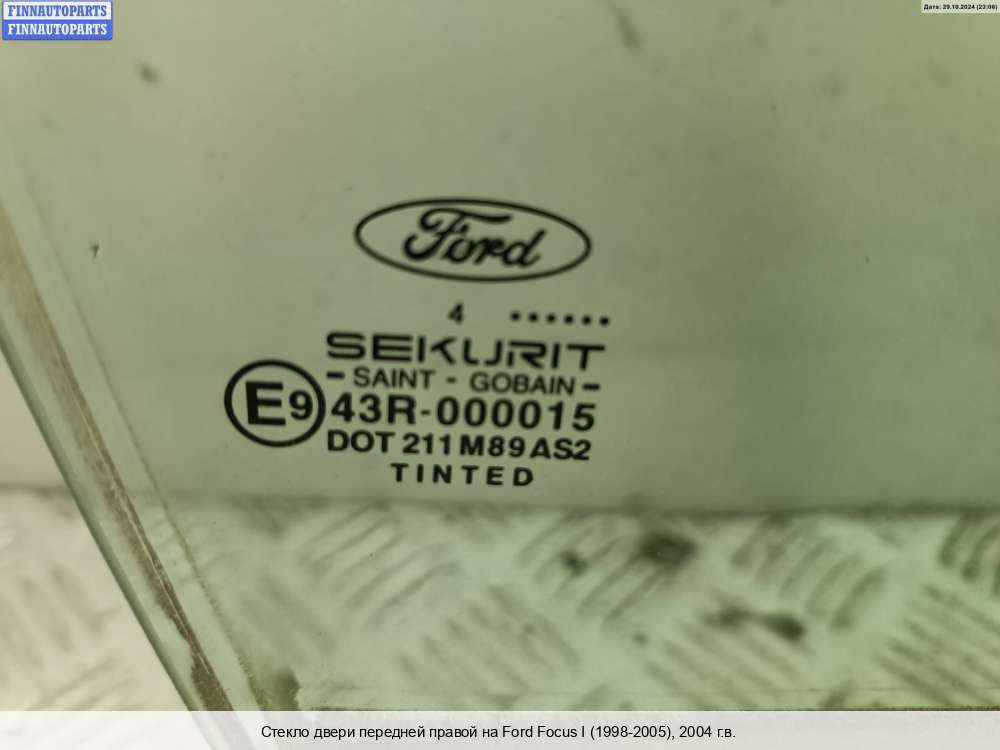 FINNAUTOPARTS
FINNAUTOPARTS
Дата: 29.10.2024 (23:06)
Ford
4 ......
SEKURIT
- SAINT - GOBAIN -
E9 43R-000015
DOT 211 M89 AS2
TINTED
Стекло двери передней правой на Ford Focus I (1998-2005), 2004 г.в.